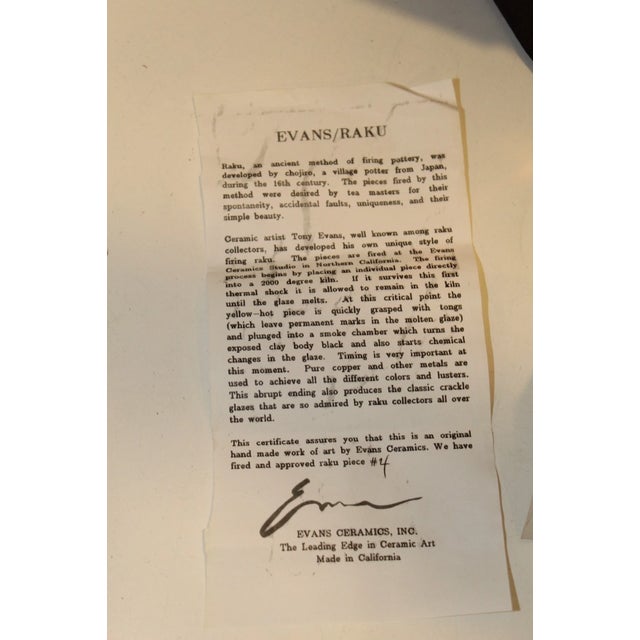 EVANS/RAKU
Raku, an ancient method of firing pottery, was
developed by chojiro, a village potter from Japan,
during the 16th century. The pieces fired by this
method were desired by tea masters for their
spontaneity, accidental faults, uniqueness, and their
simple beauty.
Ceramic artist Tony Evans, well known among raku
collectors, has developed his own unique style of
firing raku. The pieces are fired at the Evans
Ceramics Studio in Northern California. The firing
process begins by placing an individual piece directly
into a 2000 degree kiln. If it survives this first
thermal shock it is allowed to remain in the kiln
until the glaze melts. At this critical point the
yellow-hot piece is quickly grasped with tongs
(which leave permanent marks in the molten glaze)
and plunged into a smoke chamber which turns the
exposed clay body black and also starts chemical
changes in the glaze. Timing is very important at
this moment. Pure copper and other metals are
used to achieve all the different colors and lusters.
This abrupt ending also produces the classic crackle
glazes that are so admired by raku collectors all over
the world.
This certificate assures you that this is an original
hand made work of art by Evans Ceramics. We have
fired and approved raku piece #4
EVANS CERAMICS, INC.
The Leading Edge in Ceramic Art
Made in California